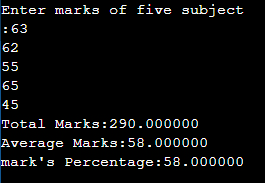 Enter marks of five subject
:63
62
55
65
45
Total Marks:290.000000
Average Marks:58.000000
mark's Percentage:58.000000